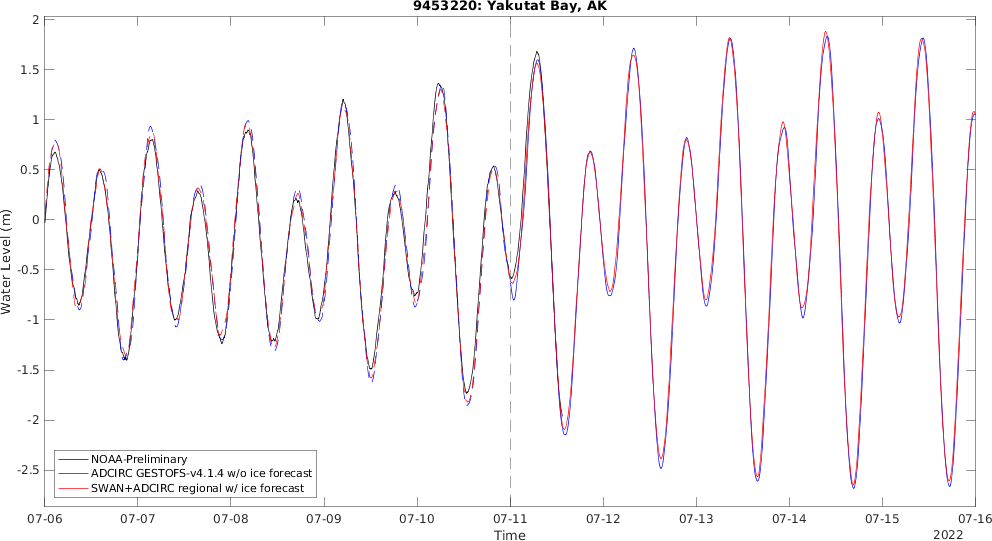 9453220: Yakutat Bay, AK
2
1.5
1
0.5
0
-0.5
-1
-1.5
-2
-2.5
Water Level (m)
NOAA-Preliminary
ADCIRC GESTOFS-v4.1.4 w/o ice forecast
SWAN+ADCIRC regional w/ ice forecast
07-06 07-07 07-08 07-09 07-10 07-11 07-12 07-13 07-14 07-15 07-16
Time
2022